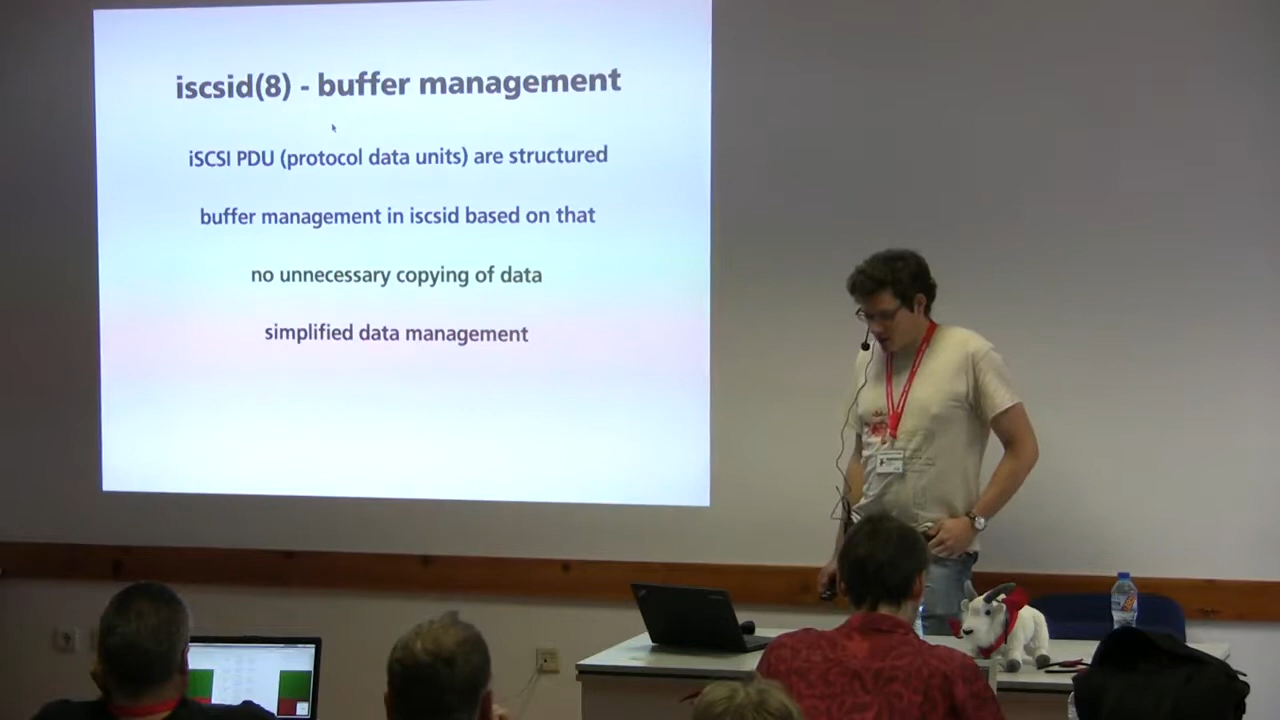 iscsid(8) - buffer management
iSCSI PDU (protocol data units) are structured
buffer management in iscsid based on that
no unnecessary copying of data
simplified data management